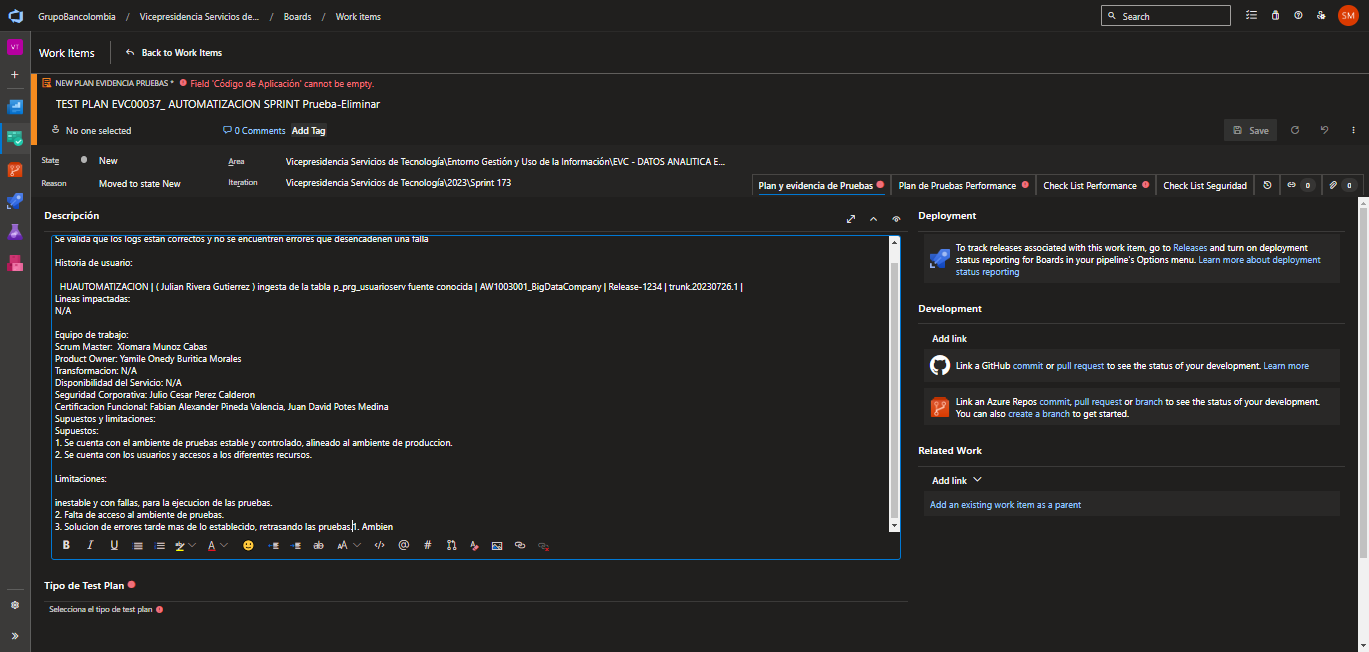 GrupoBancolombia / Vicepresidencia Servicios de... / Boards / Work items
Search
SM
VT
Work Items
Back to Work Items
NEW PLAN EVIDENCIA PRUEBAS * Field 'Código de Aplicación' cannot be empty.
TEST PLAN EVC00037_ AUTOMATIZACION SPRINT Prueba-Eliminar
No one selected
0 Comments
Add Tag
Save
State
New
Area
Vicepresidencia Servicios de Tecnología\Entorno Gestión y Uso de la Información\EVC - DATOS ANALITICA E...
Reason
Moved to state New
Iteration
Vicepresidencia Servicios de Tecnología\2023\Sprint 173
Plan y evidencia de Pruebas
Plan de Pruebas Performance
Check List Performance
Check List Seguridad
0
0
Descripción
Se valida que los logs estan correctos y no se encuentren errores que desencadenen una falla
Historia de usuario:
HUAUTOMATIZACION | ( Julian Rivera Gutierrez ) ingesta de la tabla p_prg_usuarioserv fuente conocida | AW1003001_BigDataCompany | Release-1234 | trunk.20230726.1 |
Lineas impactadas:
N/A
Equipo de trabajo:
Scrum Master:  Xiomara Munoz Cabas
Product Owner: Yamile Onedy Buritica Morales
Transformacion: N/A
Disponibilidad del Servicio: N/A
Seguridad Corporativa: Julio Cesar Perez Calderon
Certificacion Funcional: Fabian Alexander Pineda Valencia, Juan David Potes Medina
Supuestos y limitaciones:
Supuestos:
1. Se cuenta con el ambiente de pruebas estable y controlado, alineado al ambiente de produccion.
2. Se cuenta con los usuarios y accesos a los diferentes recursos.
Limitaciones:
inestable y con fallas, para la ejecucion de las pruebas.
2. Falta de acceso al ambiente de pruebas.
3. Solucion de errores tarde mas de lo establecido, retrasando las pruebas.1. Ambien
Tipo de Test Plan
Selecciona el tipo de test plan
Deployment
To track releases associated with this work item, go to Releases and turn on deployment
status reporting for Boards in your pipeline's Options menu. Learn more about deployment
status reporting
Development
Add link
Link a GitHub commit or pull request to see the status of your development. Learn more
Link an Azure Repos commit, pull request or branch to see the status of your development.
You can also create a branch to get started.
Related Work
Add link
Add an existing work item as a parent